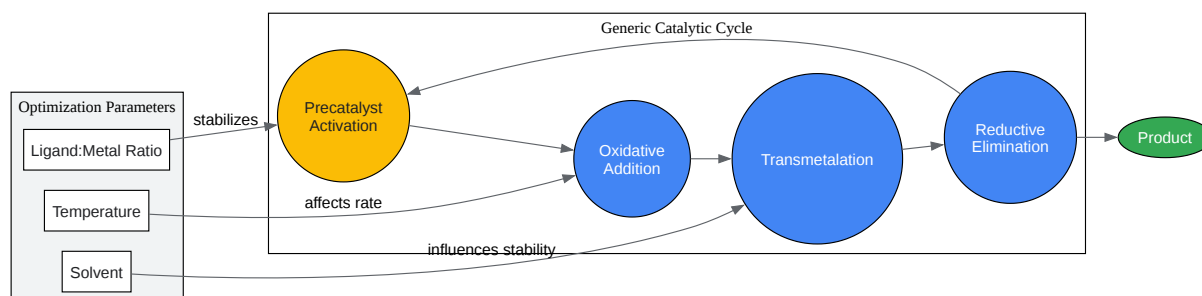 Generic Catalytic Cycle
Optimization Parameters
Ligand:Metal Ratio
Temperature
Solvent
stabilizes
affects rate
influences stability
Precatalyst
Activation
Oxidative
Addition
Transmetalation
Reductive
Elimination
Product